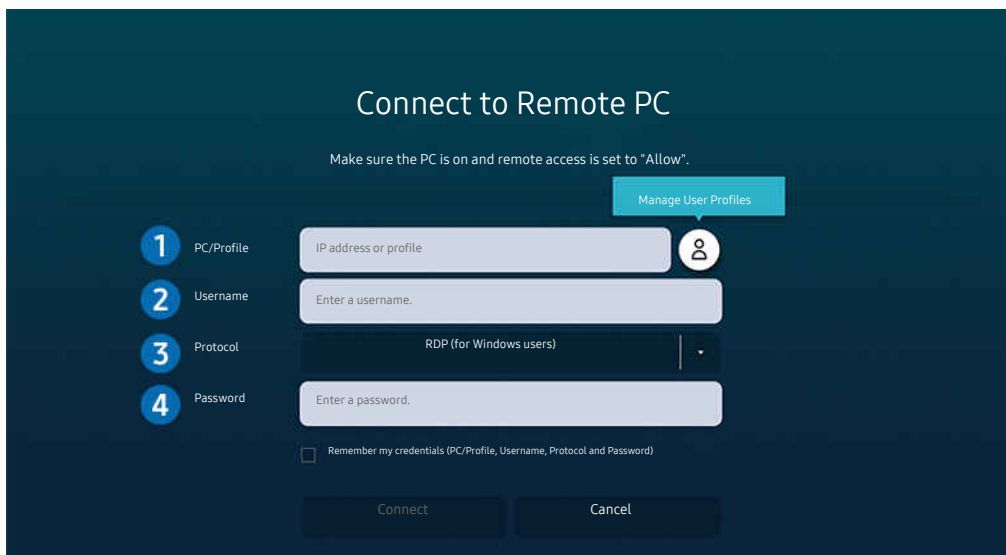 Connect to Remote PC
Make sure the PC is on and remote access is set to "Allow".
Manage User Profiles
1 PC/Profile IP address or profile
2 Username Enter a username.
3 Protocol RDP (for Windows users)
4 Password Enter a password.
Remember my credentials (PC/Profile, Username, Protocol and Password)
Connect Cancel